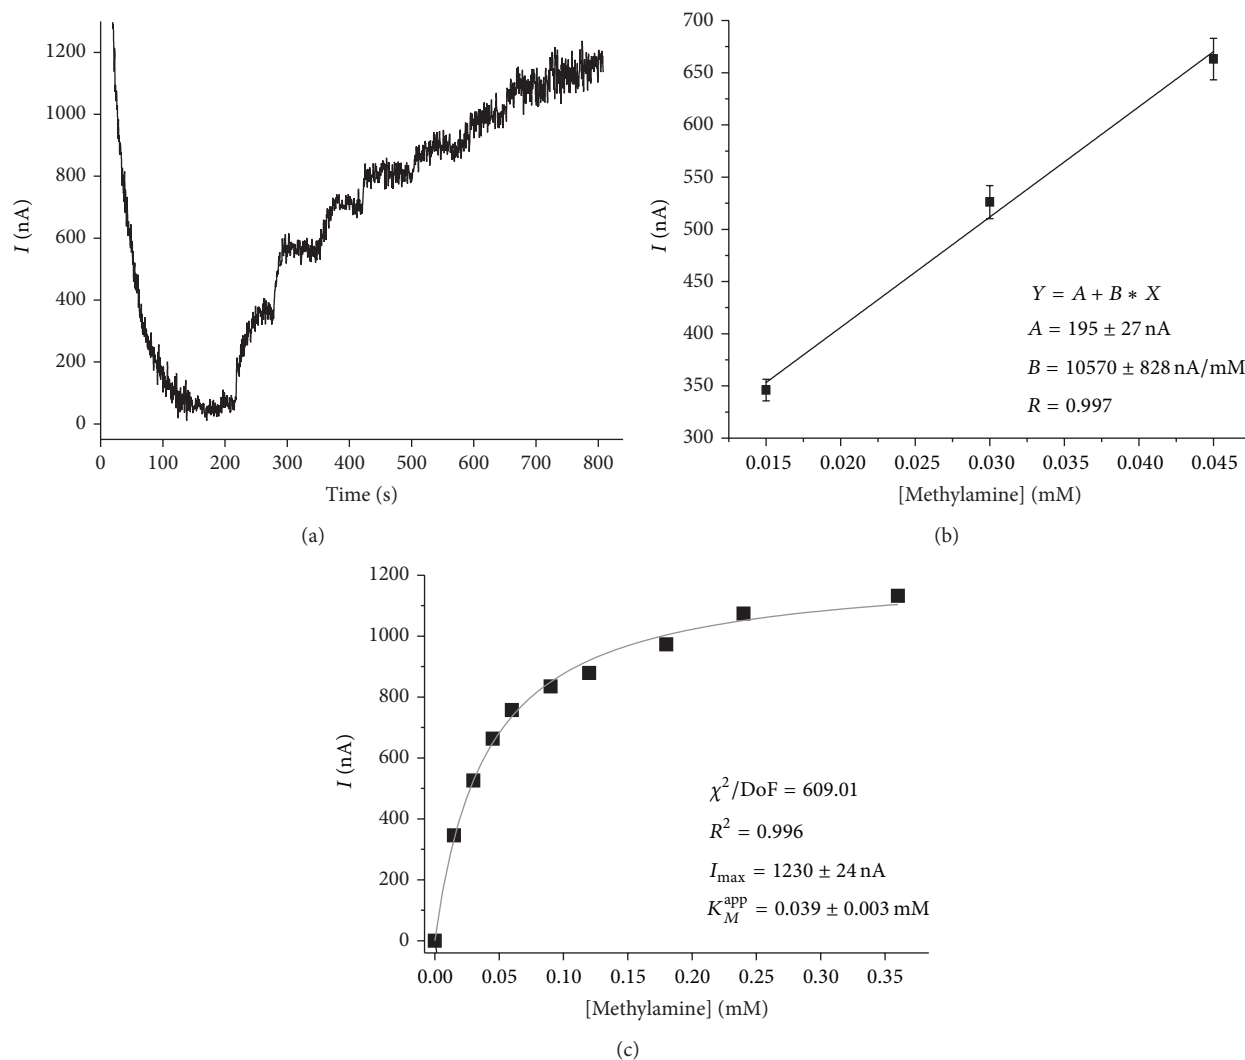 1200
1000
800
600
400
200
0
I (nA)
0 100 200 300 400 500 600 700 800
Time (s)
(a)
700
650
600
550
500
450
400
350
300
I (nA)
Y = A + B ∗ X
A = 195 ± 27 nA
B = 10570 ± 828 nA/mM
R = 0.997
0.015 0.020 0.025 0.030 0.035 0.040 0.045
[Methylamine] (mM)
(b)
1200
1000
800
600
400
200
0
I (nA)
χ²/DoF = 609.01
R² = 0.996
I_max = 1230 ± 24 nA
K_M^app = 0.039 ± 0.003 mM
0.00 0.05 0.10 0.15 0.20 0.25 0.30 0.35
[Methylamine] (mM)
(c)